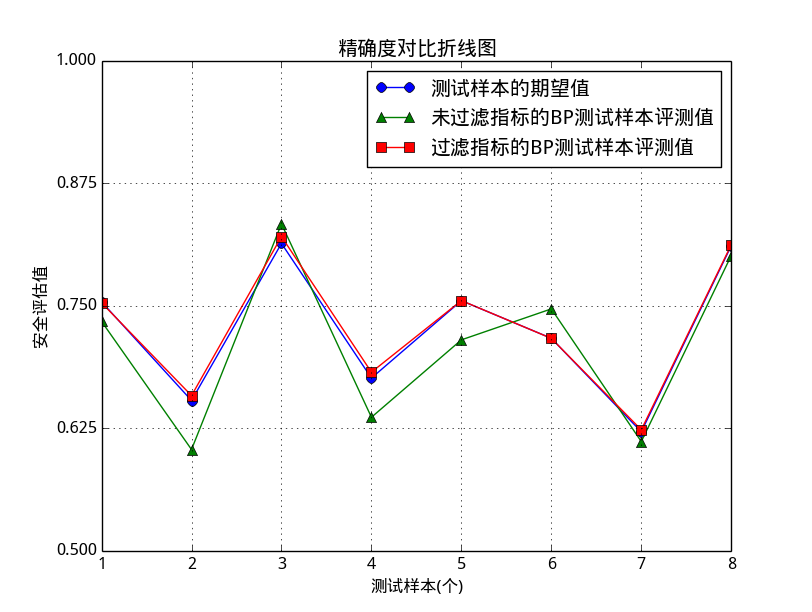 精确度对比折线图
1.000
测试样本的期望值
未过滤指标的BP测试样本评测值
过滤指标的BP测试样本评测值
0.875
0.750
安全评估值
0.625
0.500
1 2 3 4 5 6 7 8
测试样本(个)